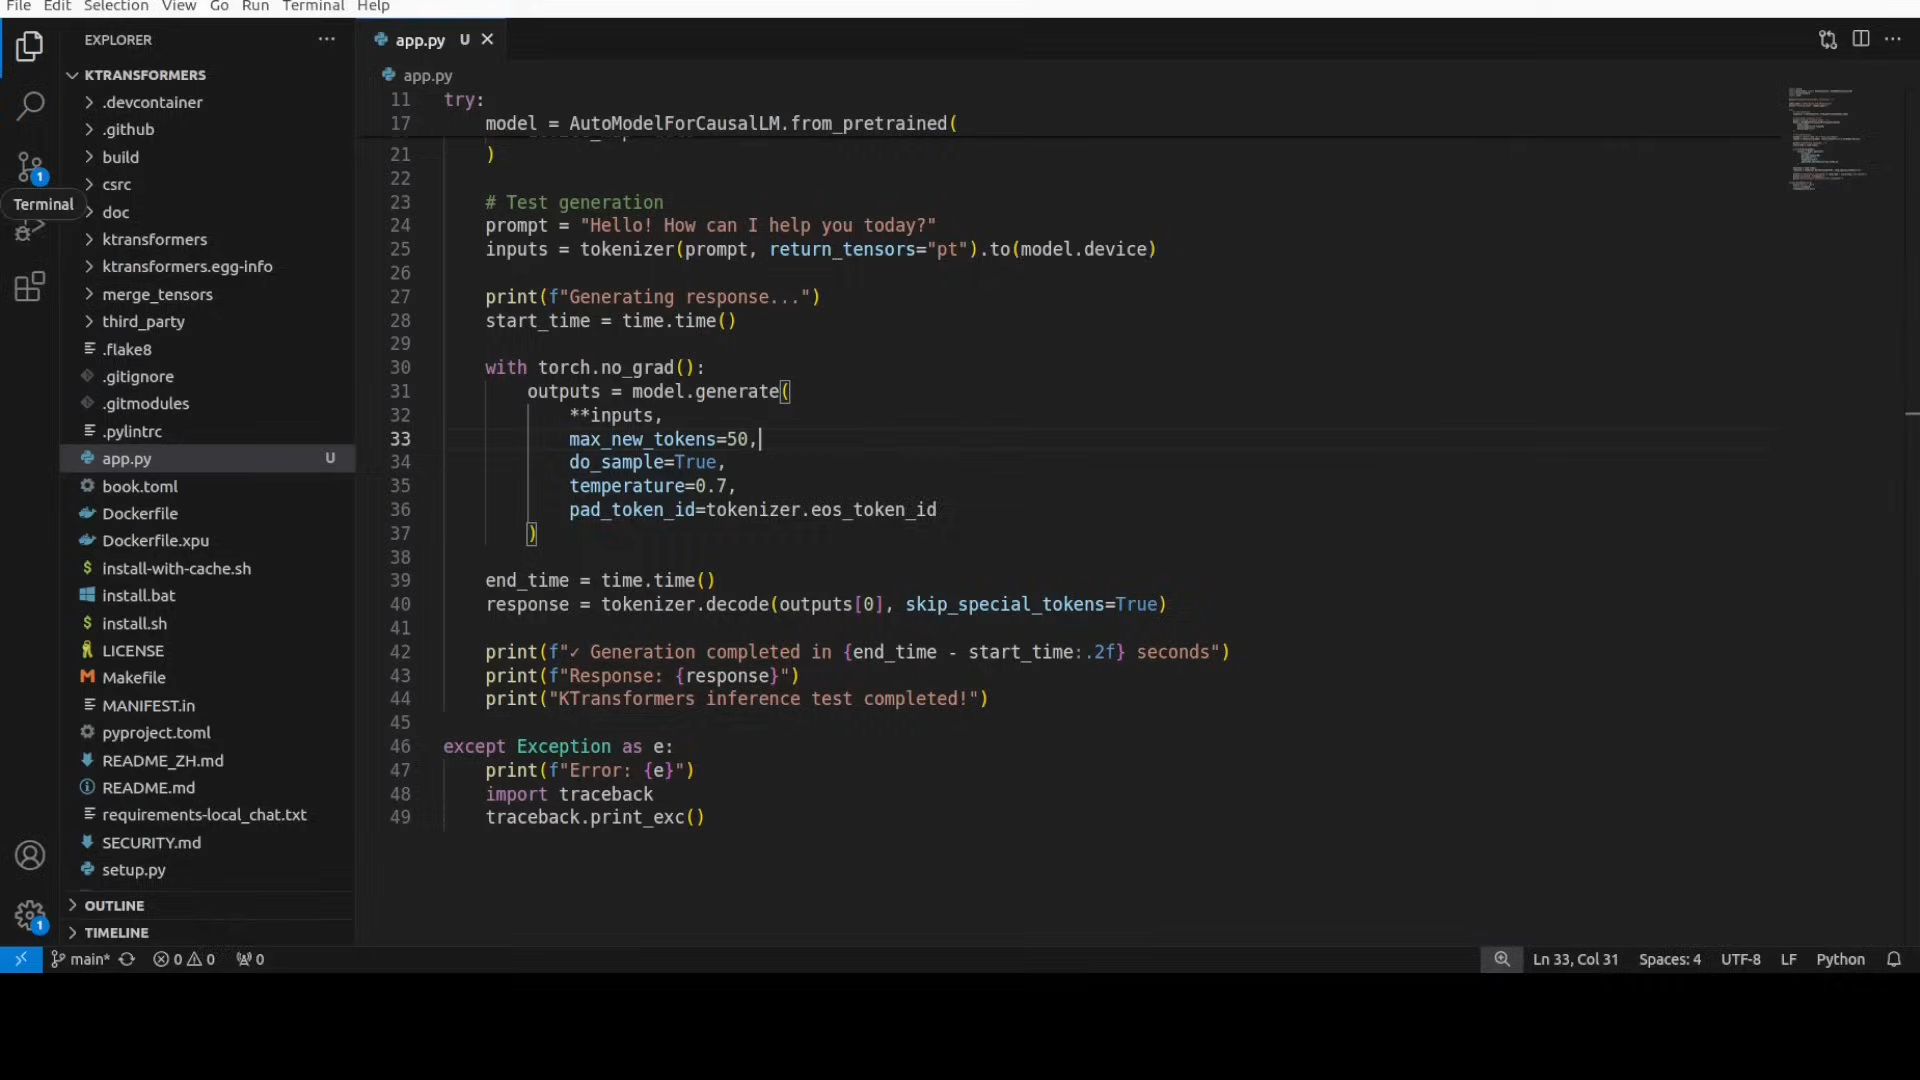 File Edit Selection View Go Run Terminal Help
EXPLORER
KTRANSFORMERS
.devcontainer
.github
build
csrc
doc
ktransformers
ktransformers.egg-info
merge_tensors
third_party
.flake8
.gitignore
.gitmodules
.pylintrc
app.py U
book.toml
Dockerfile
Dockerfile.xpu
install-with-cache.sh
install.bat
install.sh
LICENSE
Makefile
MANIFEST.in
pyproject.toml
README_ZH.md
README.md
requirements-local_chat.txt
SECURITY.md
setup.py
OUTLINE
TIMELINE
1
Terminal
1
app.py U
app.py
11 try:
17 model = AutoModelForCausalLM.from_pretrained(
21 )
22
23 # Test generation
24 prompt = "Hello! How can I help you today?"
25 inputs = tokenizer(prompt, return_tensors="pt").to(model.device)
26
27 print(f"Generating response...")
28 start_time = time.time()
29
30 with torch.no_grad():
31 outputs = model.generate(
32 **inputs,
33 max_new_tokens=50,
34 do_sample=True,
35 temperature=0.7,
36 pad_token_id=tokenizer.eos_token_id
37 )
38
39 end_time = time.time()
40 response = tokenizer.decode(outputs[0], skip_special_tokens=True)
41
42 print(f"✓ Generation completed in {end_time - start_time:.2f} seconds")
43 print(f"Response: {response}")
44 print("KTransformers inference test completed!")
45
46 except Exception as e:
47 print(f"Error: {e}")
48 import traceback
49 traceback.print_exc()
main* 0 0 0 Ln 33, Col 31 Spaces: 4 UTF-8 LF Python